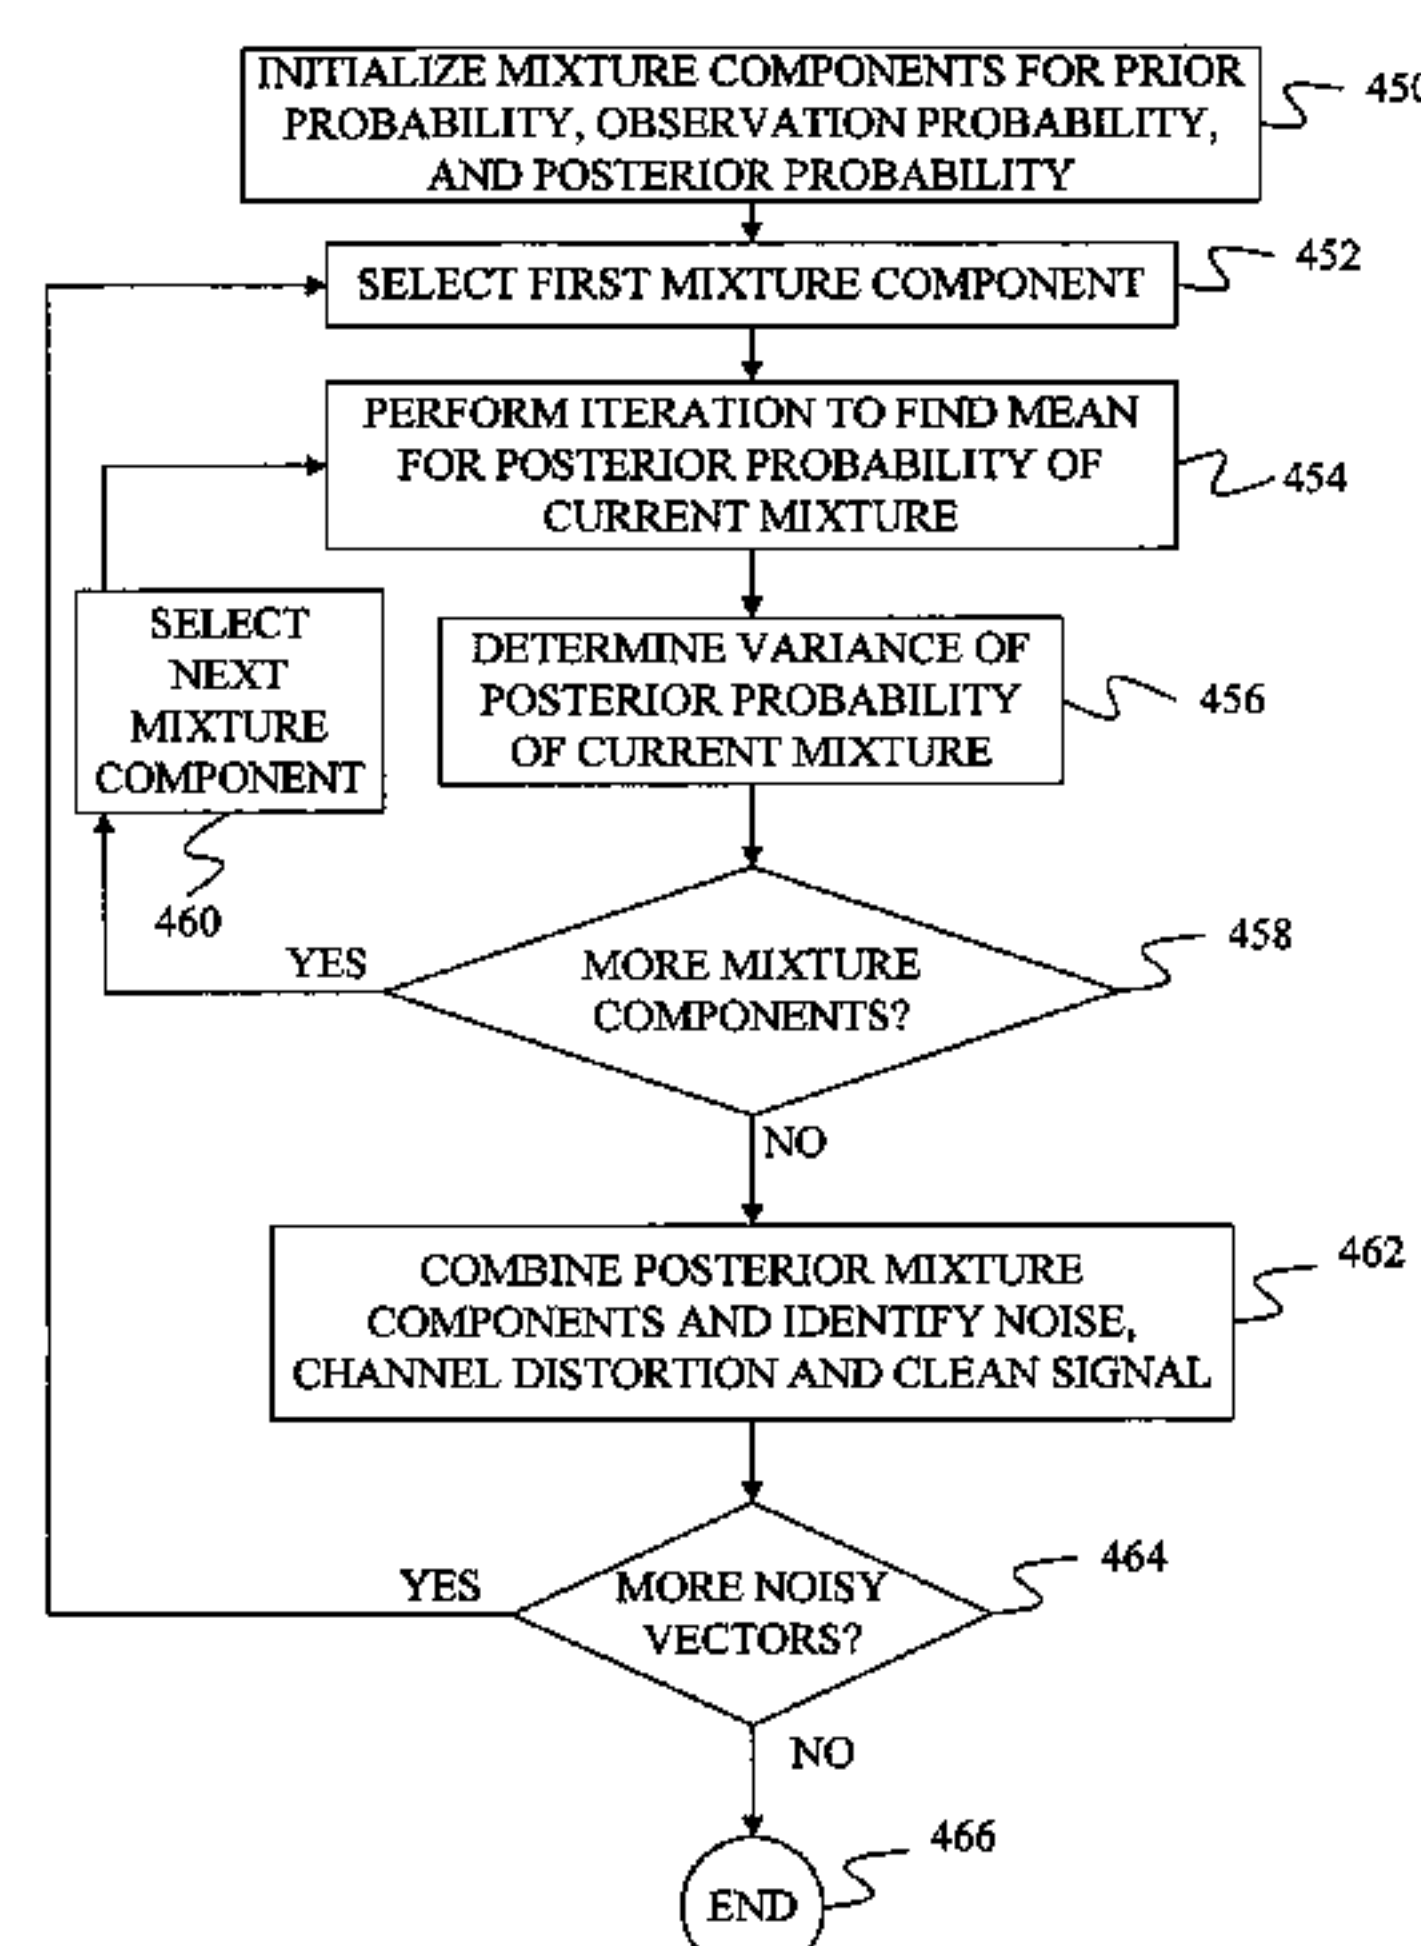 INITIALIZE MIXTURE COMPONENTS FOR PRIOR
PROBABILITY, OBSERVATION PROBABILITY,
AND POSTERIOR PROBABILITY
450
SELECT FIRST MIXTURE COMPONENT
452
PERFORM ITERATION TO FIND MEAN
FOR POSTERIOR PROBABILITY OF
CURRENT MIXTURE
454
SELECT
NEXT
MIXTURE
COMPONENT
460
DETERMINE VARIANCE OF
POSTERIOR PROBABILITY
OF CURRENT MIXTURE
456
YES
MORE MIXTURE
COMPONENTS?
458
NO
COMBINE POSTERIOR MIXTURE
COMPONENTS AND IDENTIFY NOISE,
CHANNEL DISTORTION AND CLEAN SIGNAL
462
YES
MORE NOISY
VECTORS?
464
NO
END
466